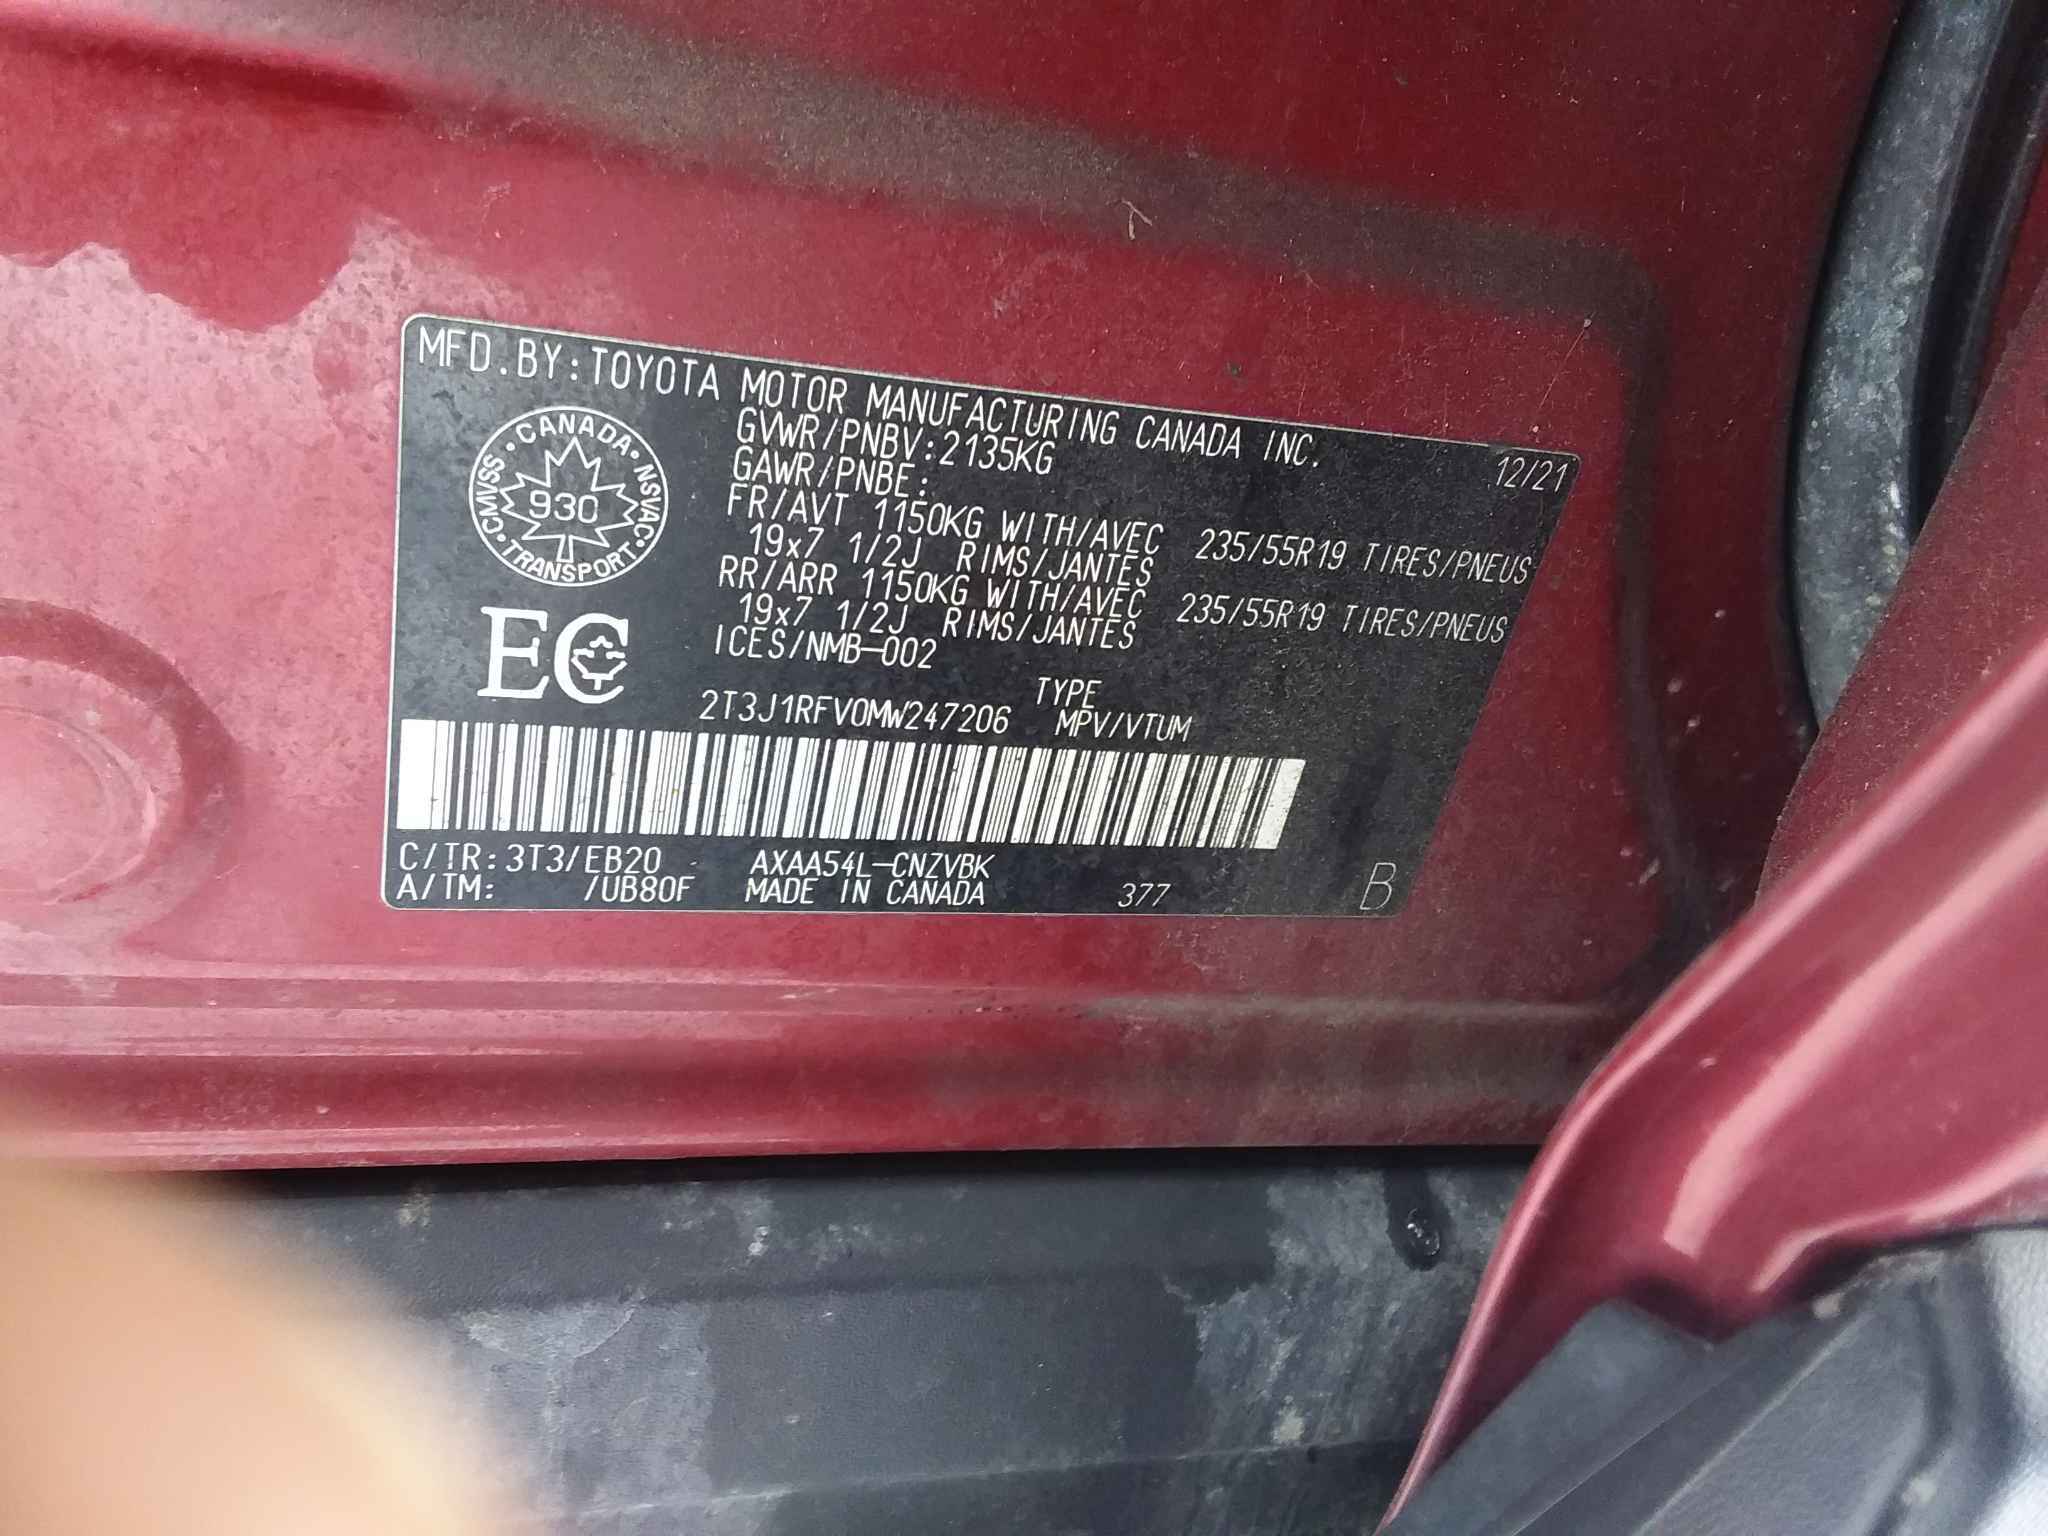 MFD.BY:TOYOTA MOTOR MANUFACTURING CANADA INC. 12/21
GVWR/PNBV:2135KG
GAWR/PNBE:
FR/AVT 1150KG WITH/AVEC 235/55R19 TIRES/PNEUS
19x7 1/2J RIMS/JANTES
RR/ARR 1150KG WITH/AVEC 235/55R19 TIRES/PNEUS
19x7 1/2J RIMS/JANTES
ICES/NMB-002
CANADA · NSVAC · TRANSPORT · CMVSS ·
930
EC
TYPE
2T3J1RFV0MW247206 MPV/VTUM
C/TR:3T3/EB20 AXAA54L-CNZVBK
A/TM: /UB80F MADE IN CANADA 377 B